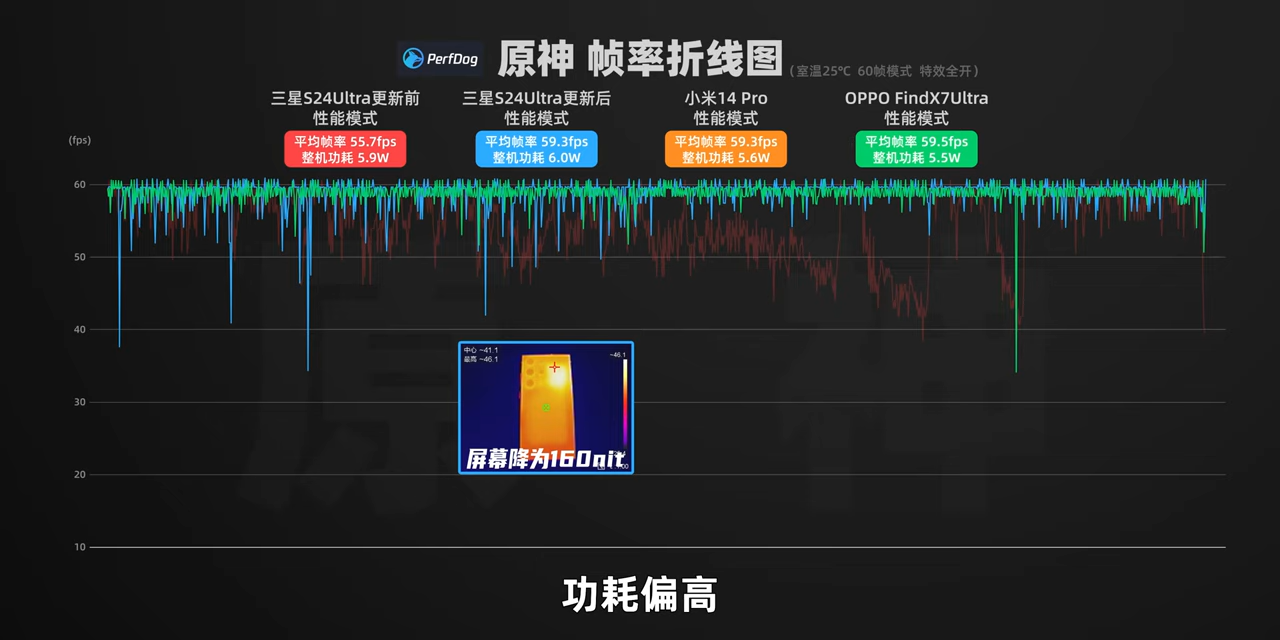 PerfDog
原神 帧率折线图
(室温25℃ 60帧模式 特效全开)
三星S24Ultra更新前
性能模式
平均帧率 55.7fps
整机功耗 5.9W
三星S24Ultra更新后
性能模式
平均帧率 59.3fps
整机功耗 6.0W
小米14 Pro
性能模式
平均帧率 59.3fps
整机功耗 5.6W
OPPO FindX7Ultra
性能模式
平均帧率 59.5fps
整机功耗 5.5W
(fps)
60
50
40
30
20
10
原神
中心 ~41.1
最高 ~46.1
~46.1
屏幕降为160nit
功耗偏高